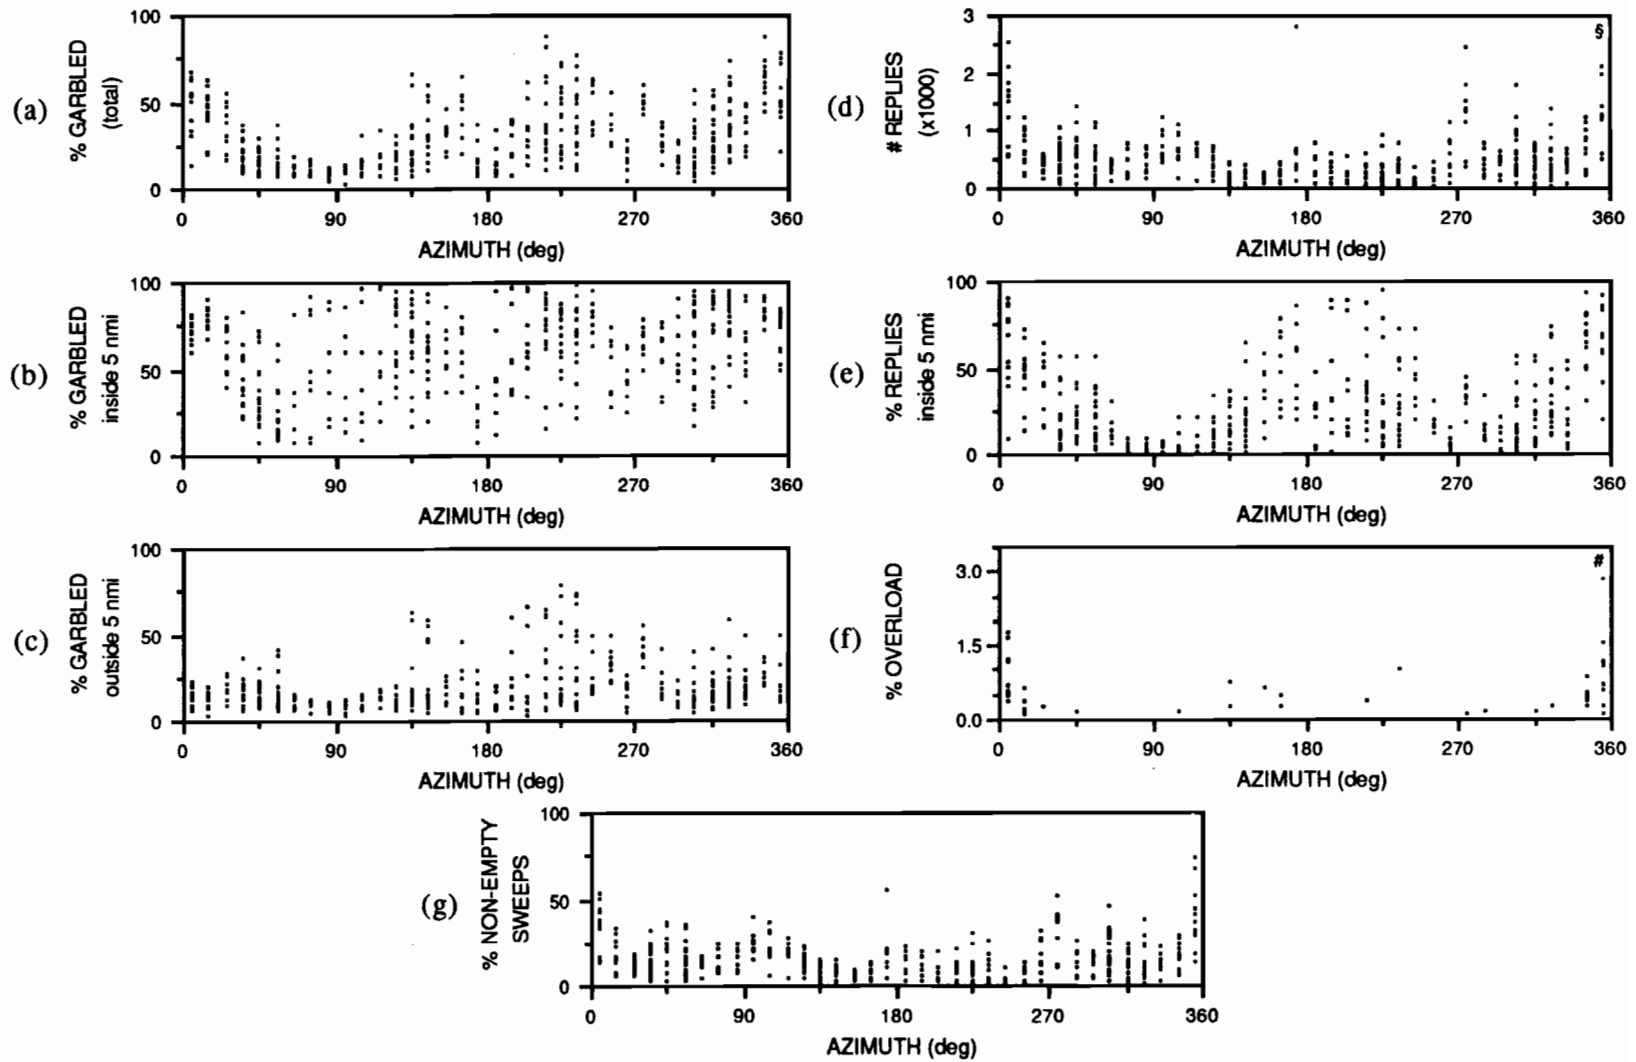 (a)
% GARBLED
(total)
100
50
0
0 90 180 270 360
AZIMUTH (deg)
(b)
% GARBLED
inside 5 nmi
100
50
0
0 90 180 270 360
AZIMUTH (deg)
(c)
% GARBLED
outside 5 nmi
100
50
0
0 90 180 270 360
AZIMUTH (deg)
(d)
# REPLIES
(x1000)
3
2
1
0
§
0 90 180 270 360
AZIMUTH (deg)
(e)
% REPLIES
inside 5 nmi
100
50
0
0 90 180 270 360
AZIMUTH (deg)
(f)
% OVERLOAD
3.0
1.5
0.0
#
0 90 180 270 360
AZIMUTH (deg)
(g)
% NON-EMPTY
SWEEPS
100
50
0
0 90 180 270 360
AZIMUTH (deg)